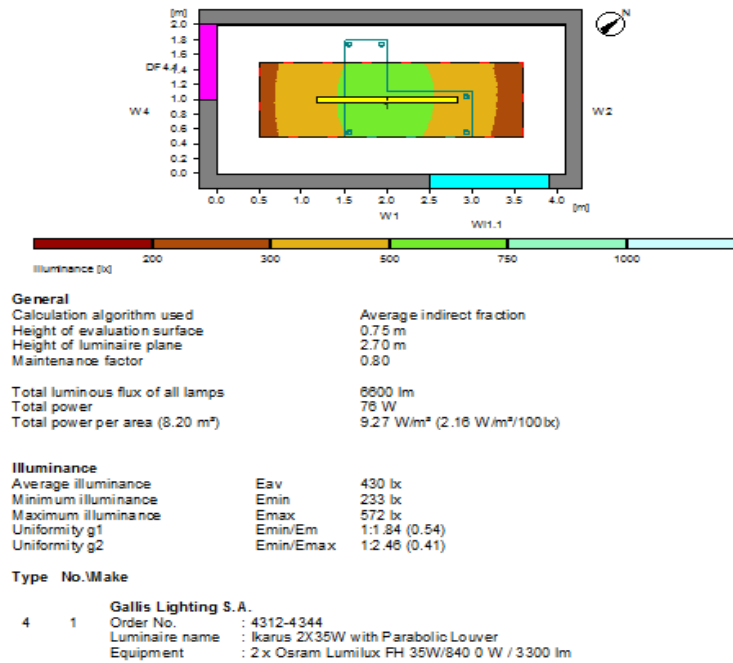 [m]
N
2.0
1.8
1.6
DF 4.4
1.4
1.2
W4
1.0
W2
0.8
0.6
0.4
0.2
0.0
0.0 0.5 1.0 1.5 2.0 2.5 3.0 3.5 4.0 [m]
W1
WI1.1
200 300 500 750 1000
Illuminance [lx]
General
Calculation algorithm used Average indirect fraction
Height of evaluation surface 0.75 m
Height of luminaire plane 2.70 m
Maintenance factor 0.80
Total luminous flux of all lamps 6600 lm
Total power 76 W
Total power per area (8.20 m²) 9.27 W/m² (2.16 W/m²/100lx)
Illuminance
Average illuminance Eav 430 lx
Minimum illuminance Emin 233 lx
Maximum illuminance Emax 572 lx
Uniformity g1 Emin/Em 1:1.84 (0.54)
Uniformity g2 Emin/Emax 1:2.46 (0.41)
Type No.\Make
Gallis Lighting S.A.
4 1 Order No. : 4312-4344
Luminaire name : Ikarus 2X35W with Parabolic Louver
Equipment : 2 x Osram Lumilux FH 35W/840 0 W / 3300 lm